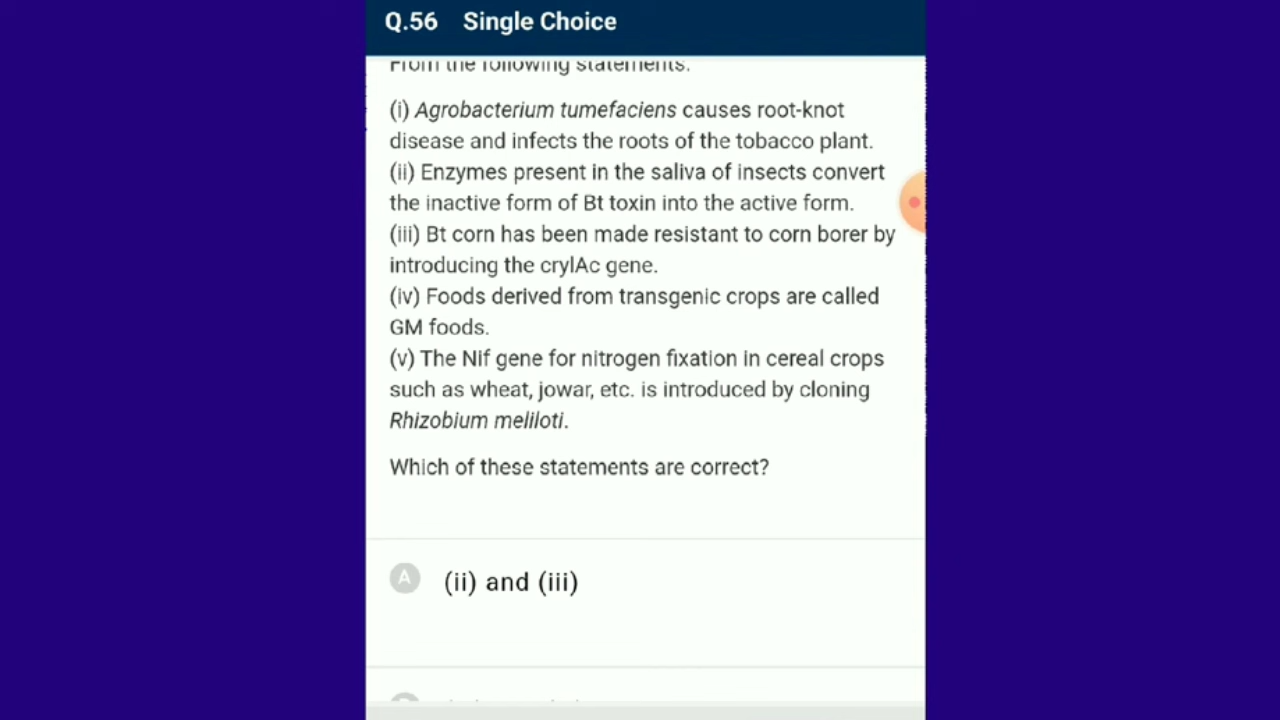 Q.56 Single Choice
From the following statements.
(i) Agrobacterium tumefaciens causes root-knot
disease and infects the roots of the tobacco plant.
(ii) Enzymes present in the saliva of insects convert
the inactive form of Bt toxin into the active form.
(iii) Bt corn has been made resistant to corn borer by
introducing the crylAc gene.
(iv) Foods derived from transgenic crops are called
GM foods.
(v) The Nif gene for nitrogen fixation in cereal crops
such as wheat, jowar, etc. is introduced by cloning
Rhizobium meliloti.
Which of these statements are correct?
A (ii) and (iii)